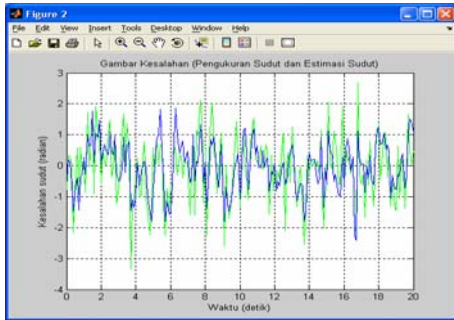 Figure 2
File Edit View Insert Tools Desktop Window Help
Gambar Kesalahan (Pengukuran Sudut dan Estimasi Sudut)
Kesalahan sudut (radian)
3
2
1
0
-1
-2
-3
-4
0 2 4 6 8 10 12 14 16 18 20
Waktu (detik)